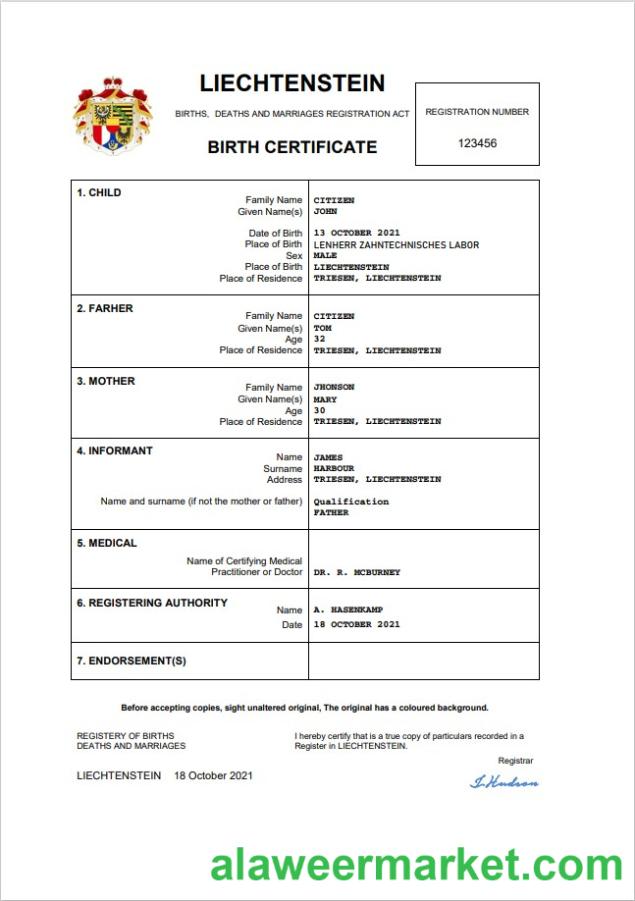 LIECHTENSTEIN
BIRTHS, DEATHS AND MARRIAGES REGISTRATION ACT
BIRTH CERTIFICATE
REGISTRATION NUMBER
123456
1. CHILD
Family Name CITIZEN
Given Name(s) JOHN
Date of Birth 13 OCTOBER 2021
Place of Birth LENHERR ZAHNTECHNISCHES LABOR
Sex MALE
Place of Birth LIECHTENSTEIN
Place of Residence TRIESEN, LIECHTENSTEIN
2. FARHER
Family Name CITIZEN
Given Name(s) TOM
Age 32
Place of Residence TRIESEN, LIECHTENSTEIN
3. MOTHER
Family Name JHONSON
Given Name(s) MARY
Age 30
Place of Residence TRIESEN, LIECHTENSTEIN
4. INFORMANT
Name JAMES
Surname HARBOUR
Address TRIESEN, LIECHTENSTEIN
Name and surname (if not the mother or father) Qualification
FATHER
5. MEDICAL
Name of Certifying Medical
Practitioner or Doctor DR. R. MCBURNEY
6. REGISTERING AUTHORITY
Name A. HASENKAMP
Date 18 OCTOBER 2021
7. ENDORSEMENT(S)
Before accepting copies, sight unaltered original, The original has a coloured background.
REGISTERY OF BIRTHS
DEATHS AND MARRIAGES
I hereby certify that is a true copy of particulars recorded in a
Register in LIECHTENSTEIN.
Registrar
LIECHTENSTEIN 18 October 2021
J.Hudson
alaweermarket.com